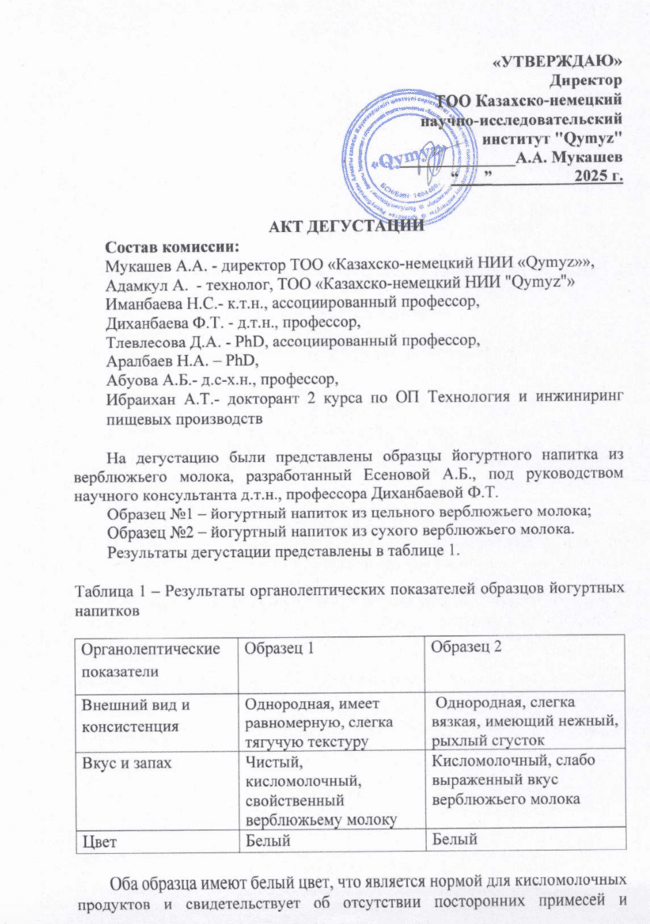 «УТВЕРЖДАЮ»
Директор
ТОО Казахско-немецкий
научно-исследовательский
институт "Qymyz"
А.А. Мукашев
“ ” 2025 г.
«Qymyz»
АКТ ДЕГУСТАЦИИ
Состав комиссии:
Мукашев А.А. - директор ТОО «Казахско-немецкий НИИ «Qymyz»»,
Адамкул А. - технолог, ТОО «Казахско-немецкий НИИ "Qymyz"»
Иманбаева Н.С.- к.т.н., ассоциированный профессор,
Диханбаева Ф.Т. - д.т.н., профессор,
Тлевлесова Д.А. - PhD, ассоциированный профессор,
Аралбаев Н.А. – PhD,
Абуова А.Б.- д.с-х.н., профессор,
Ибраихан А.Т.- докторант 2 курса по ОП Технология и инжиниринг
пищевых производств
На дегустацию были представлены образцы йогуртного напитка из
верблюжьего молока, разработанный Есеновой А.Б., под руководством
научного консультанта д.т.н., профессора Диханбаевой Ф.Т.
Образец №1 – йогуртный напиток из цельного верблюжьего молока;
Образец №2 – йогуртный напиток из сухого верблюжьего молока.
Результаты дегустации представлены в таблице 1.
Таблица 1 – Результаты органолептических показателей образцов йогуртных
напитков
Органолептические
показатели
Образец 1
Образец 2
Внешний вид и
консистенция
Однородная, имеет
равномерную, слегка
тягучую текстуру
Однородная, слегка
вязкая, имеющий нежный,
рыхлый сгусток
Вкус и запах
Чистый,
кисломолочный,
свойственный
верблюжьему молоку
Кисломолочный, слабо
выраженный вкус
верблюжьего молока
Цвет
Белый
Белый
Оба образца имеют белый цвет, что является нормой для кисломолочных
продуктов и свидетельствует об отсутствии посторонних примесей и